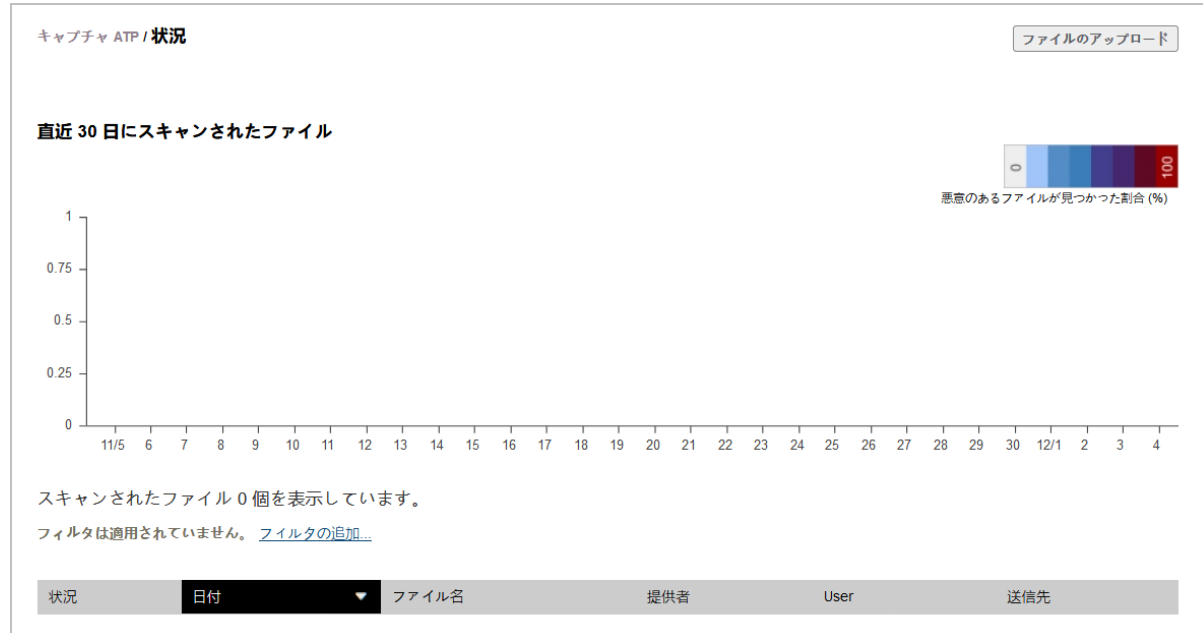 キャプチャ ATP / 状況
ファイルのアップロード
直近 30 日にスキャンされたファイル
0 100
悪意のあるファイルが見つかった割合 (%)
1
0.75
0.5
0.25
0
11/5 6 7 8 9 10 11 12 13 14 15 16 17 18 19 20 21 22 23 24 25 26 27 28 29 30 12/1 2 3 4
スキャンされたファイル 0 個を表示しています。
フィルタは適用されていません。 フィルタの追加...
状況 日付 ファイル名 提供者 User 送信先